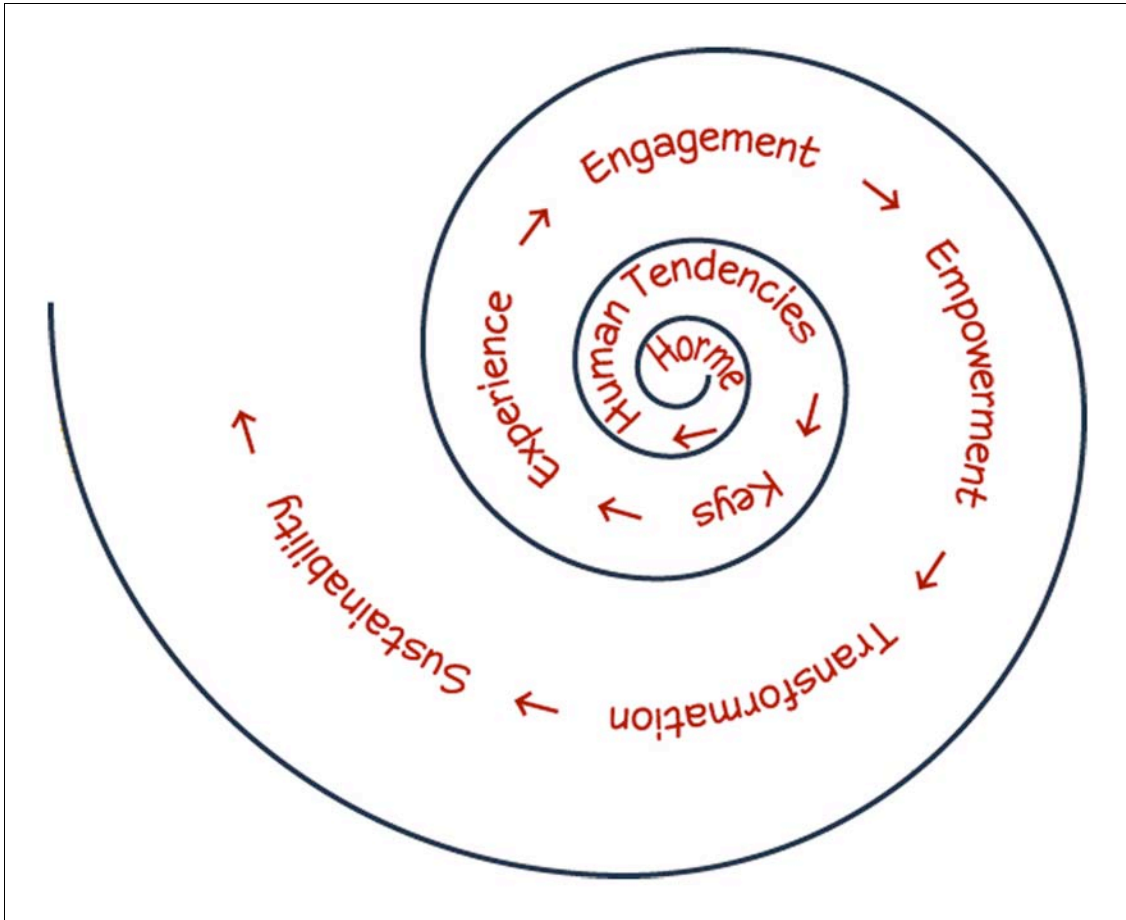 Horme
Human Tendencies
Keys
Experience
Engagement
Empowerment
Transformation
Sustainability